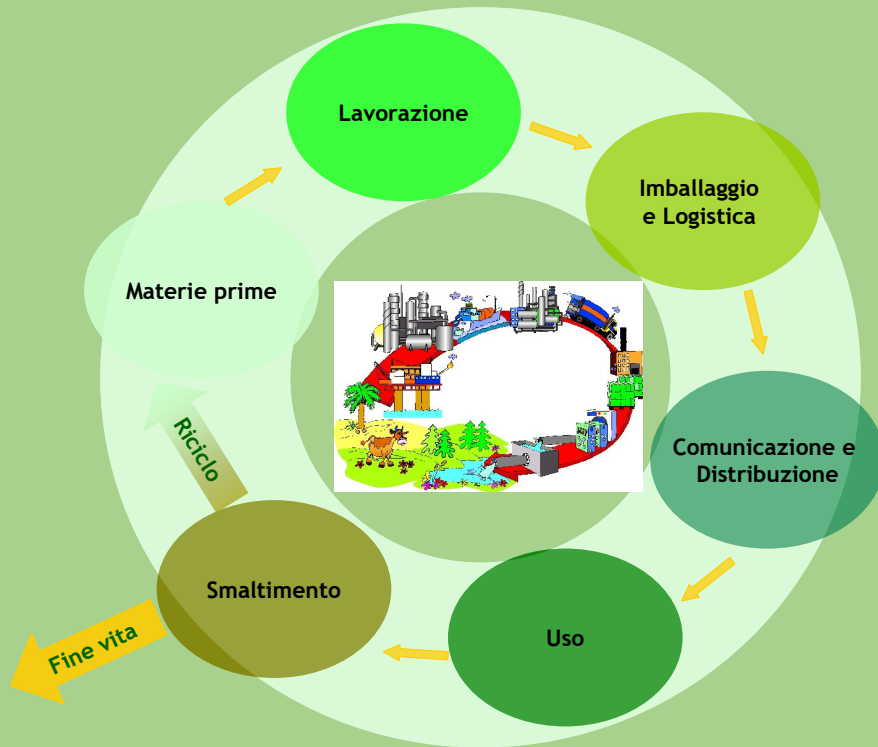 Lavorazione
Imballaggio
e Logistica
Materie prime
Comunicazione e
Distribuzione
Riciclo
Smaltimento
Uso
Fine vita